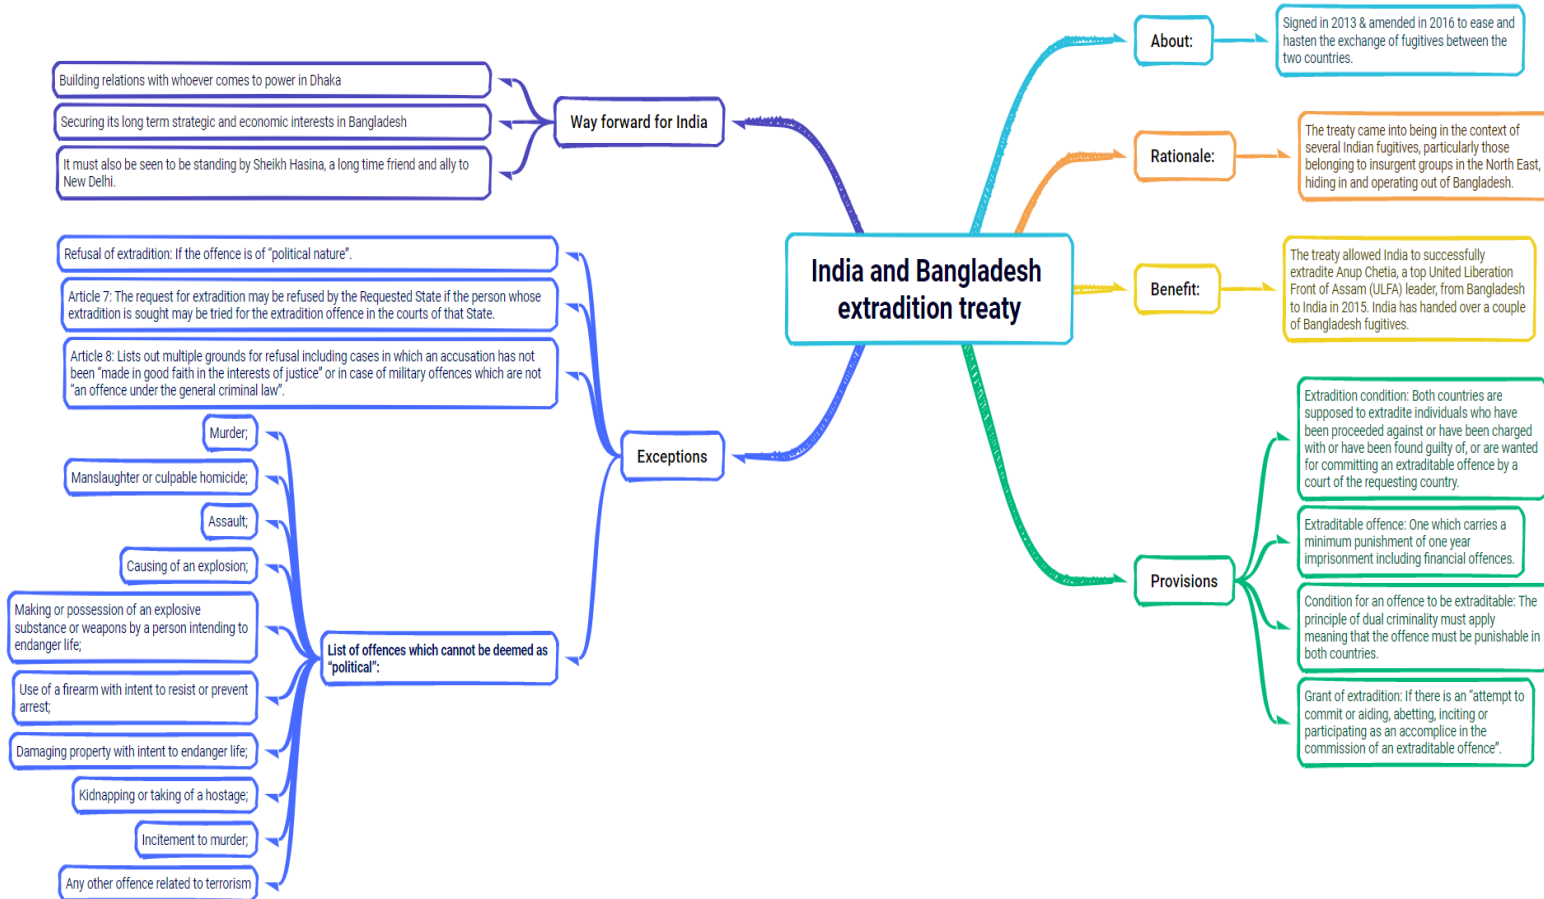 India and Bangladesh
extradition treaty
About:
Signed in 2013 & amended in 2016 to ease and
hasten the exchange of fugitives between the
two countries.
Rationale:
The treaty came into being in the context of
several Indian fugitives, particularly those
belonging to insurgent groups in the North East,
hiding in and operating out of Bangladesh.
Benefit:
The treaty allowed India to successfully
extradite Anup Chetia, a top United Liberation
Front of Assam (ULFA) leader, from Bangladesh
to India in 2015. India has handed over a couple
of Bangladesh fugitives.
Provisions
Extradition condition: Both countries are
supposed to extradite individuals who have
been proceeded against or have been charged
with or have been found guilty of, or are wanted
for committing an extraditable offence by a
court of the requesting country.
Extraditable offence: One which carries a
minimum punishment of one year
imprisonment including financial offences.
Condition for an offence to be extraditable: The
principle of dual criminality must apply
meaning that the offence must be punishable in
both countries.
Grant of extradition: If there is an “attempt to
commit or aiding, abetting, inciting or
participating as an accomplice in the
commission of an extraditable offence”.
Way forward for India
Building relations with whoever comes to power in Dhaka
Securing its long term strategic and economic interests in Bangladesh
It must also be seen to be standing by Sheikh Hasina, a long time friend and ally to
New Delhi.
Exceptions
Refusal of extradition: If the offence is of “political nature”.
Article 7: The request for extradition may be refused by the Requested State if the person whose
extradition is sought may be tried for the extradition offence in the courts of that State.
Article 8: Lists out multiple grounds for refusal including cases in which an accusation has not
been “made in good faith in the interests of justice” or in case of military offences which are not
“an offence under the general criminal law”.
List of offences which cannot be deemed as
“political”:
Murder;
Manslaughter or culpable homicide;
Assault;
Causing of an explosion;
Making or possession of an explosive
substance or weapons by a person intending to
endanger life;
Use of a firearm with intent to resist or prevent
arrest;
Damaging property with intent to endanger life;
Kidnapping or taking of a hostage;
Incitement to murder;
Any other offence related to terrorism